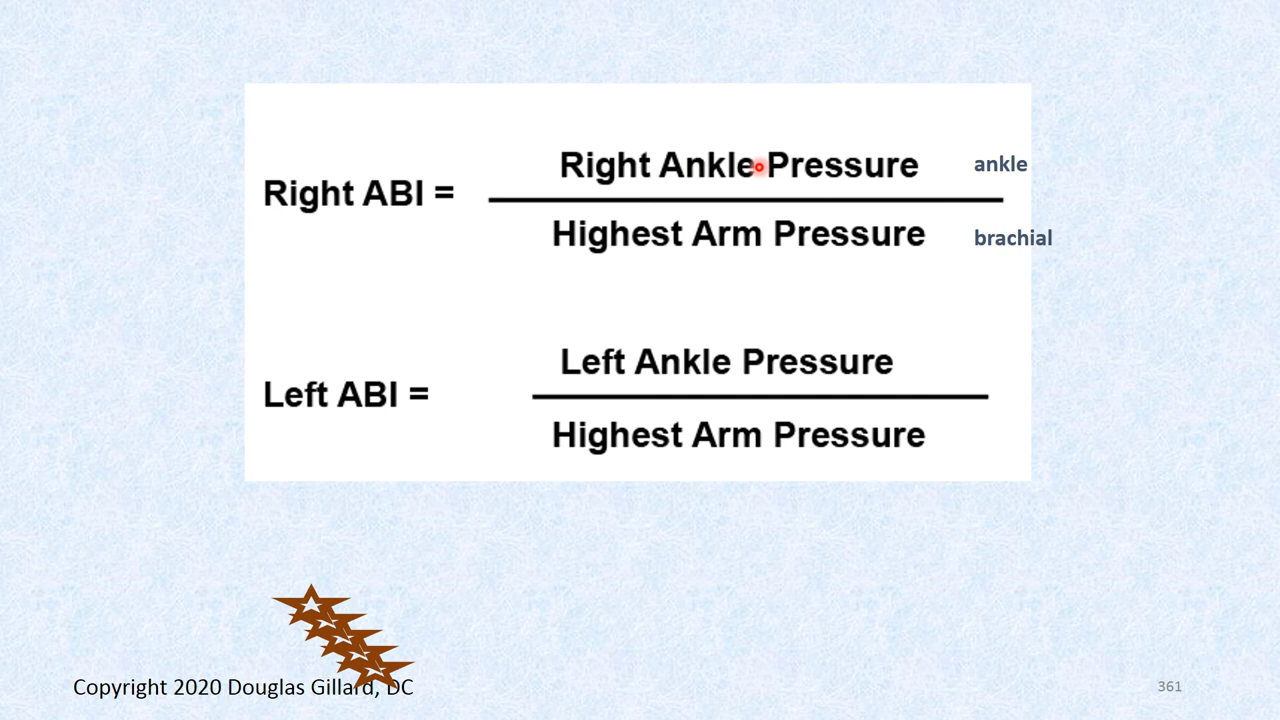 Right Ankle Pressure
ankle
Right ABI =
Highest Arm Pressure
brachial
Left Ankle Pressure
Left ABI =
Highest Arm Pressure
Copyright 2020 Douglas Gillard, DC
361